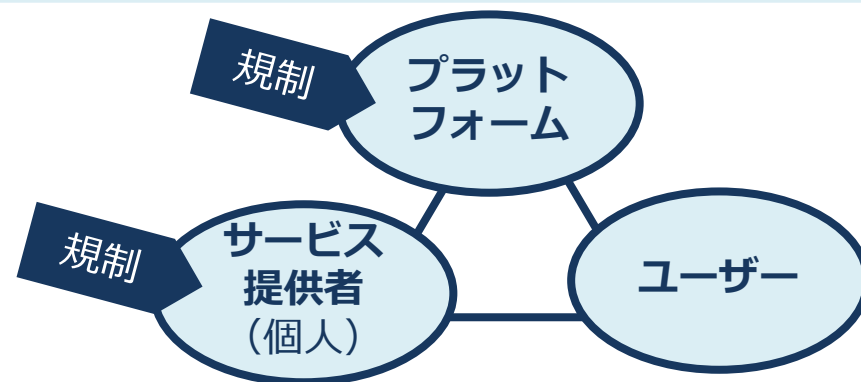 規制
プラット
フォーム
規制
サービス
提供者
（個人）
ユーザー